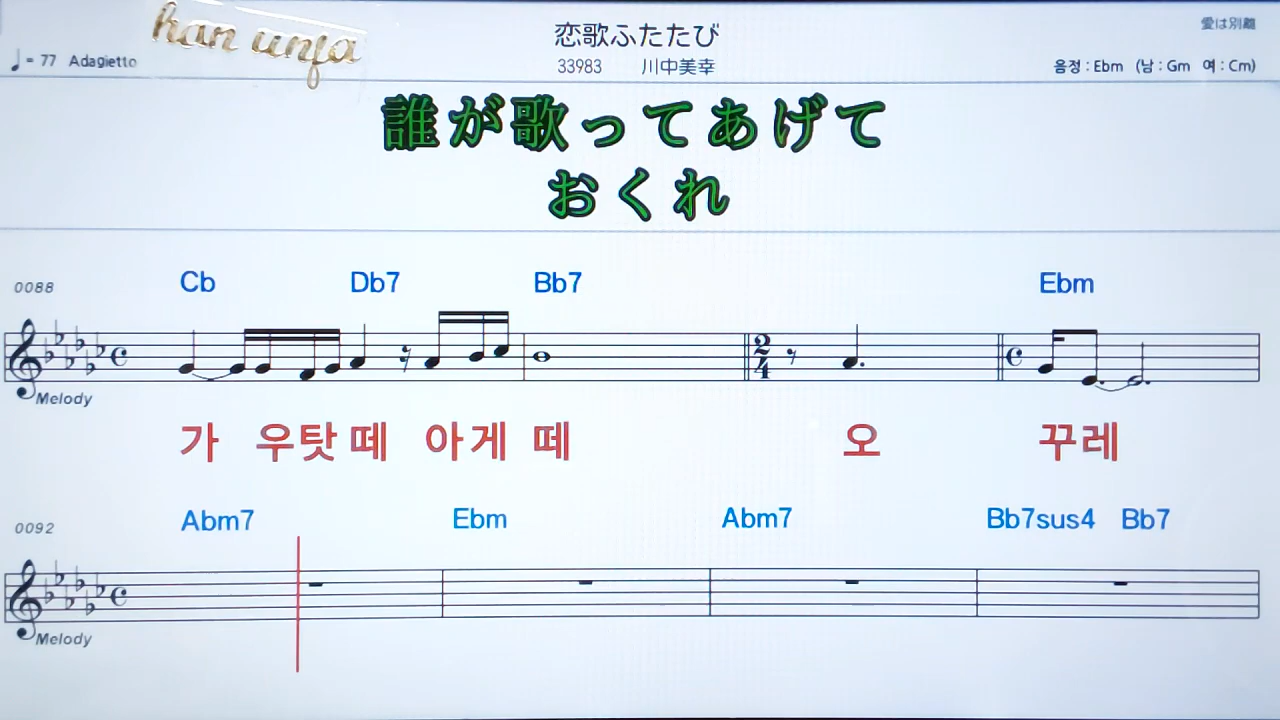 han unfa
恋歌ふたたび
愛は別離
♩= 77 Adagietto
33983 川中美幸
음정 : Ebm (남 : Gm 여 : Cm)
誰が歌ってあげて
おくれ
0088 Cb Db7 Bb7 Ebm
2
4
Melody
가 우탓 떼 아게 떼 오 꾸레
0092 Abm7 Ebm Abm7 Bb7sus4 Bb7
Melody